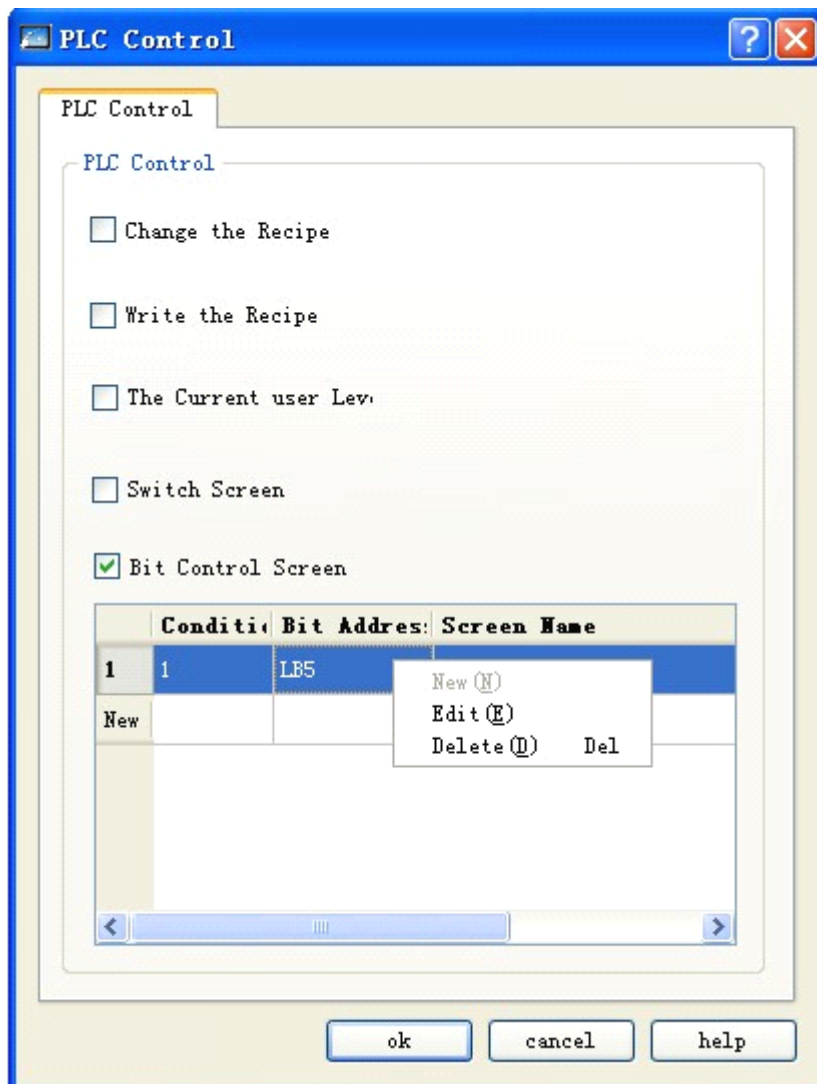 PLC Control
PLC Control
PLC Control
Change the Recipe
Write the Recipe
The Current user Lev
Switch Screen
Bit Control Screen
Conditi Bit Addres Screen Name
1 1 LB5
New(N)
Edit(E)
New
Delete(D) Del
ok cancel help